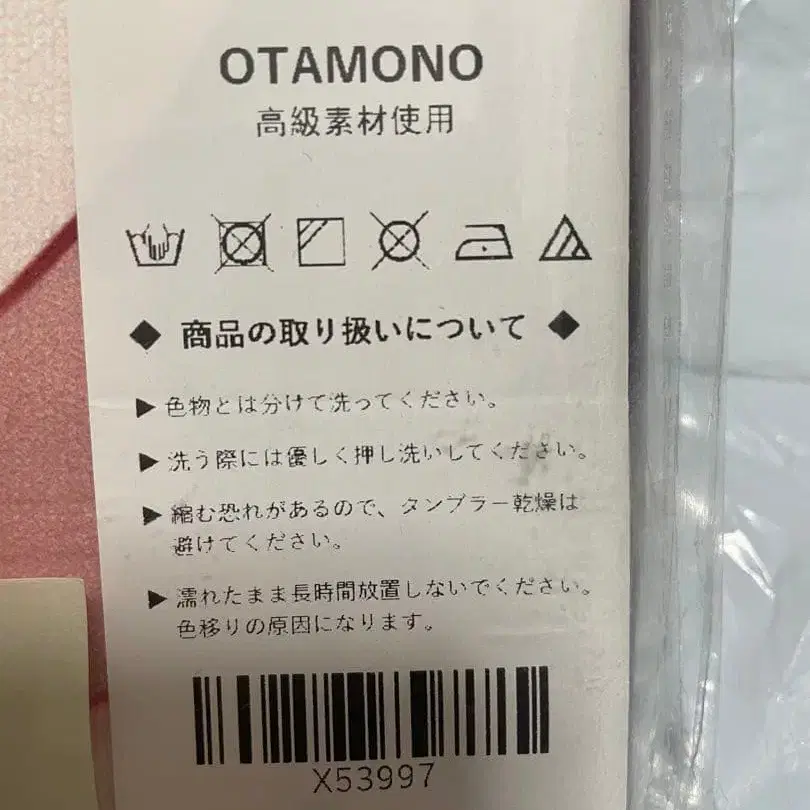 OTAMONO
高級素材使用
◆ 商品の取り扱いについて ◆
▶ 色物とは分けて洗ってください。
▶ 洗う際には優しく押し洗いしてください。
▶ 縮む恐れがあるので、タンブラー乾燥は
避けてください。
▶ 濡れたまま長時間放置しないでください。
色移りの原因になります。
X53997